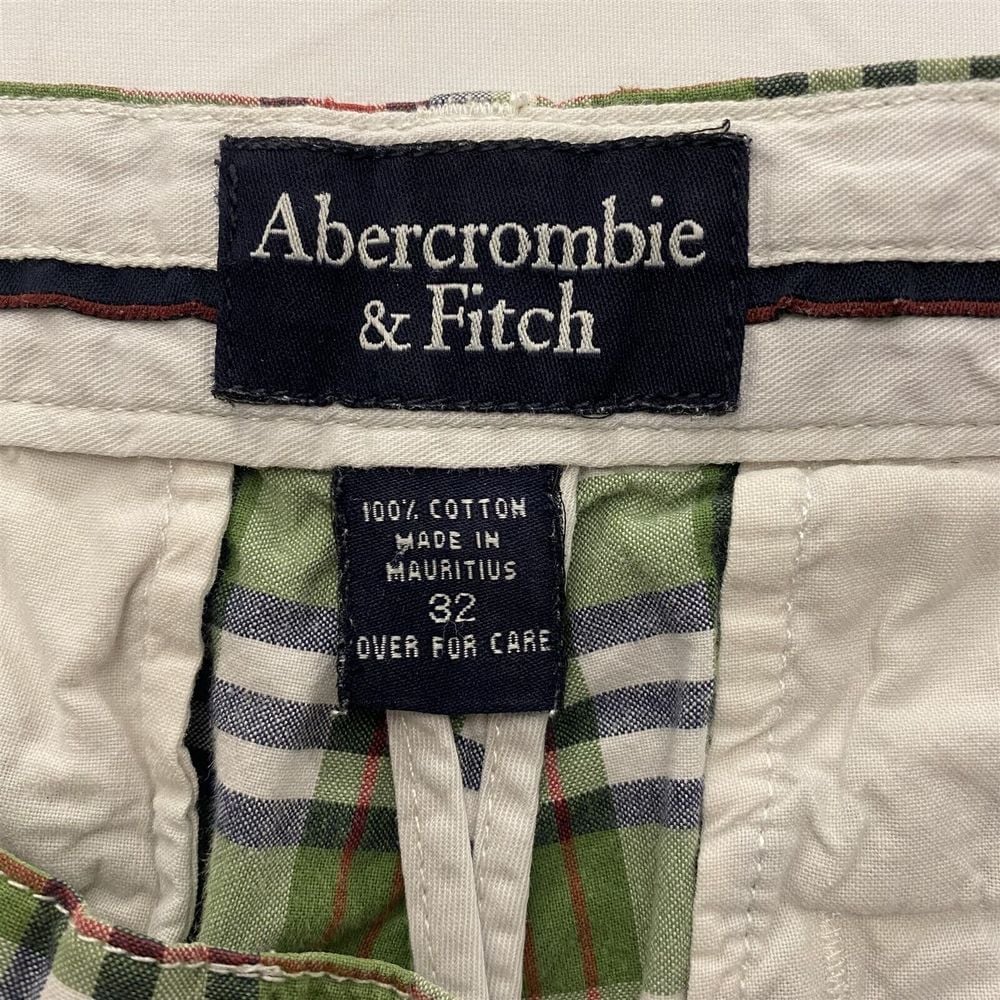 Abercrombie
& Fitch
100% COTTON
MADE IN
MAURITIUS
32
OVER FOR CARE